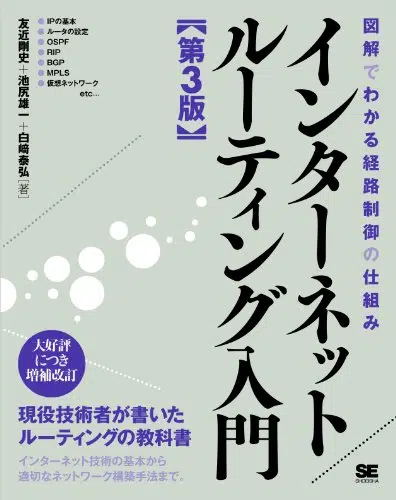 図解でわかる経路制御の仕組み
インターネット
ルーティング入門
【第3版】
友近剛史+池尻雄一+白﨑泰弘[著]
IPの基本
ルータの設定
OSPF
RIP
BGP
MPLS
仮想ネットワーク
etc...
大好評
につき
増補改訂
現役技術者が書いた
ルーティングの教科書
インターネット技術の基本から
適切なネットワーク構築手法まで。
SE
SHOEISHA